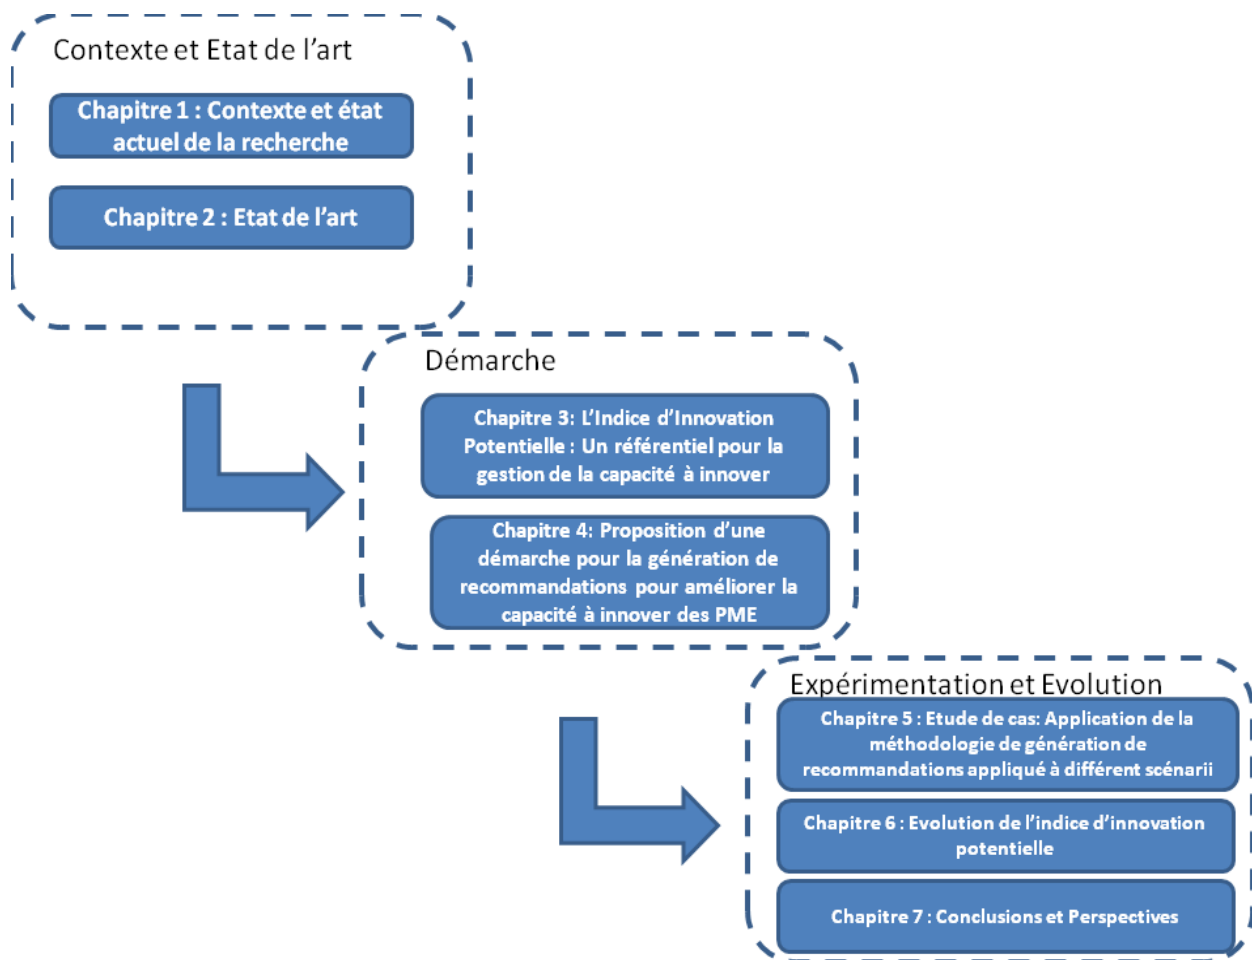 Contexte et Etat de l’art
Chapitre 1 : Contexte et état
actuel de la recherche
Chapitre 2 : Etat de l’art
Démarche
Chapitre 3: L’Indice d’Innovation
Potentielle : Un référentiel pour la
gestion de la capacité à innover
Chapitre 4: Proposition d’une
démarche pour la génération de
recommandations pour améliorer la
capacité à innover des PME
Expérimentation et Evolution
Chapitre 5 : Etude de cas: Application de la
méthodologie de génération de
recommandations appliqué à différent scénarii
Chapitre 6 : Evolution de l’indice d’innovation
potentielle
Chapitre 7 : Conclusions et Perspectives